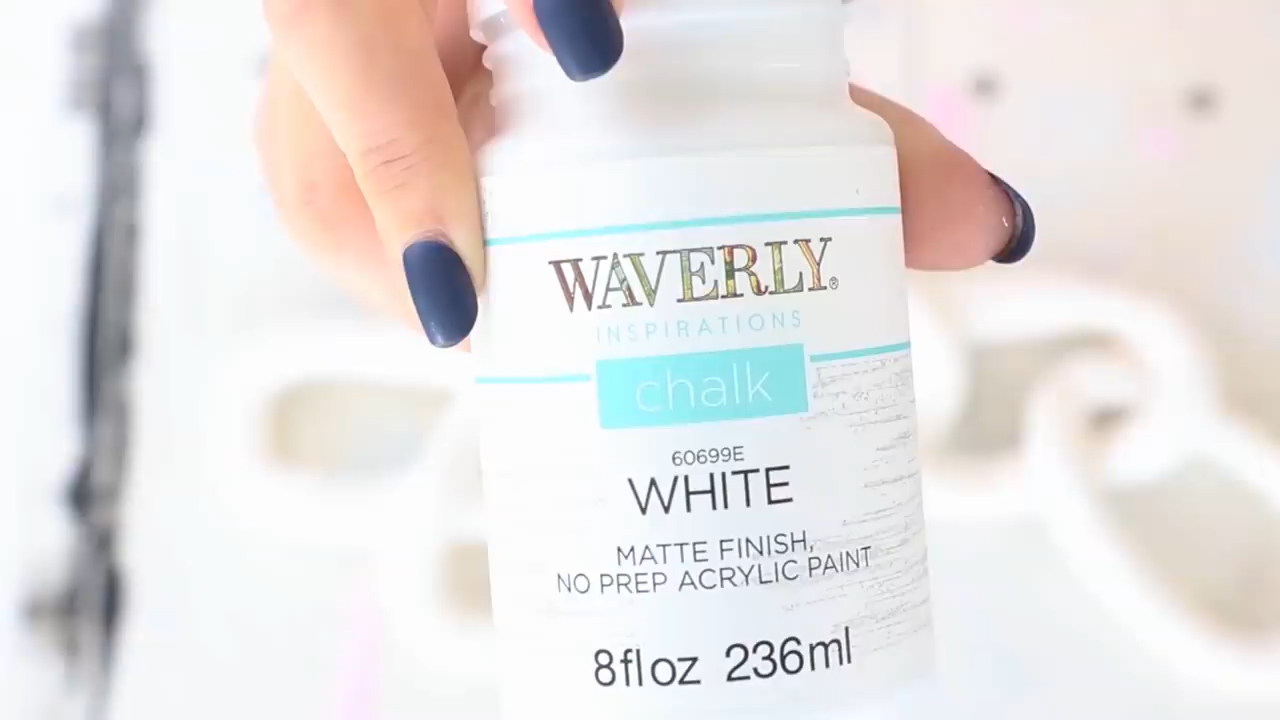 WAVERLY®
INSPIRATIONS
chalk
60699E
WHITE
MATTE FINISH,
NO PREP ACRYLIC PAINT
8fl oz 236ml